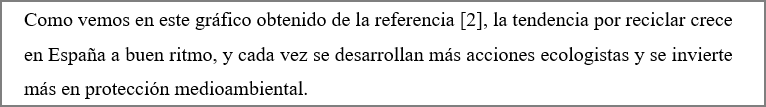 Como vemos en este gráfico obtenido de la referencia [2], la tendencia por reciclar crece
en España a buen ritmo, y cada vez se desarrollan más acciones ecologistas y se invierte
más en protección medioambiental.